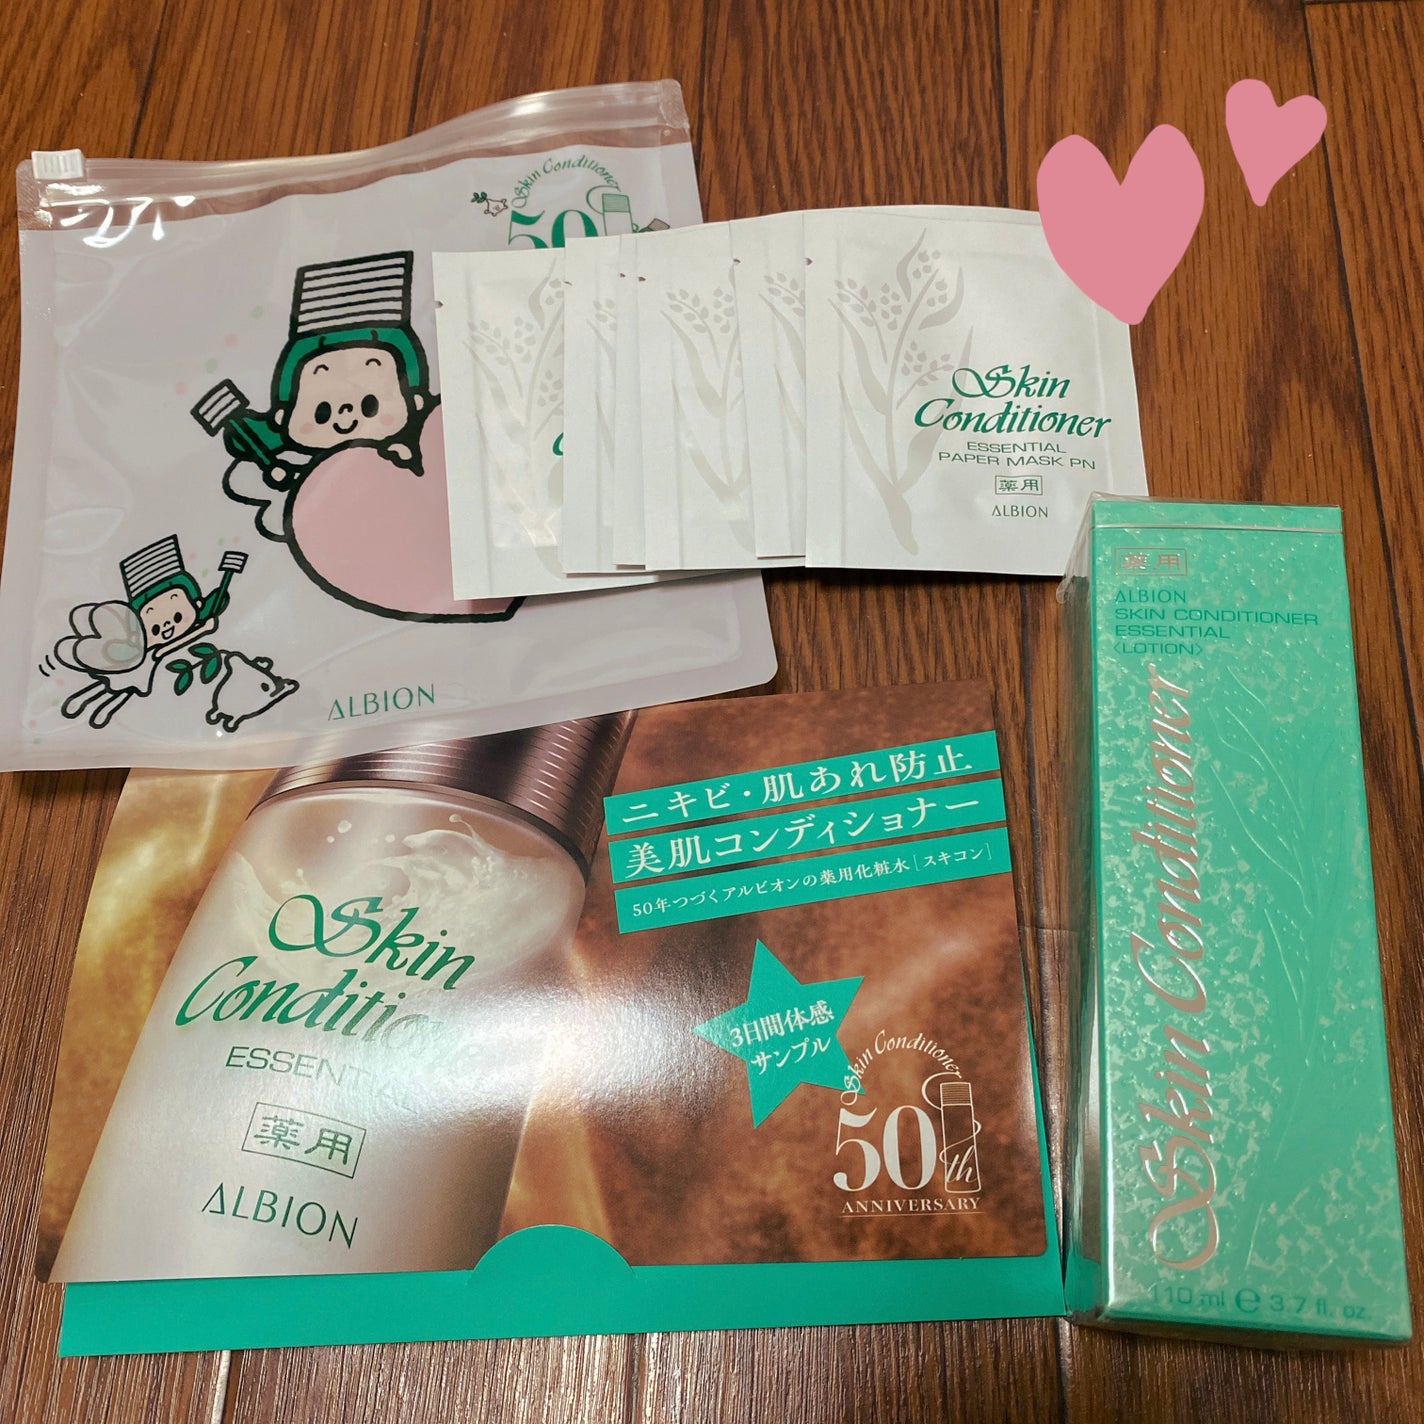 Skin Conditioner
50
ALBION
Skin
Conditioner
ESSENTIAL
PAPER MASK PN
薬用
ALBION
薬用
ALBION
SKIN CONDITIONER
ESSENTIAL
<LOTION>
Skin Conditioner
110 ml ℮ 3.7 fl. oz.
ニキビ・肌あれ防止
美肌コンディショナー
50年つづくアルビオンの薬用化粧水[スキコン]
3日間体感
サンプル
Skin Conditioner
50th
ANNIVERSARY
Skin
Conditio
ESSENTIAL
薬用
ALBION